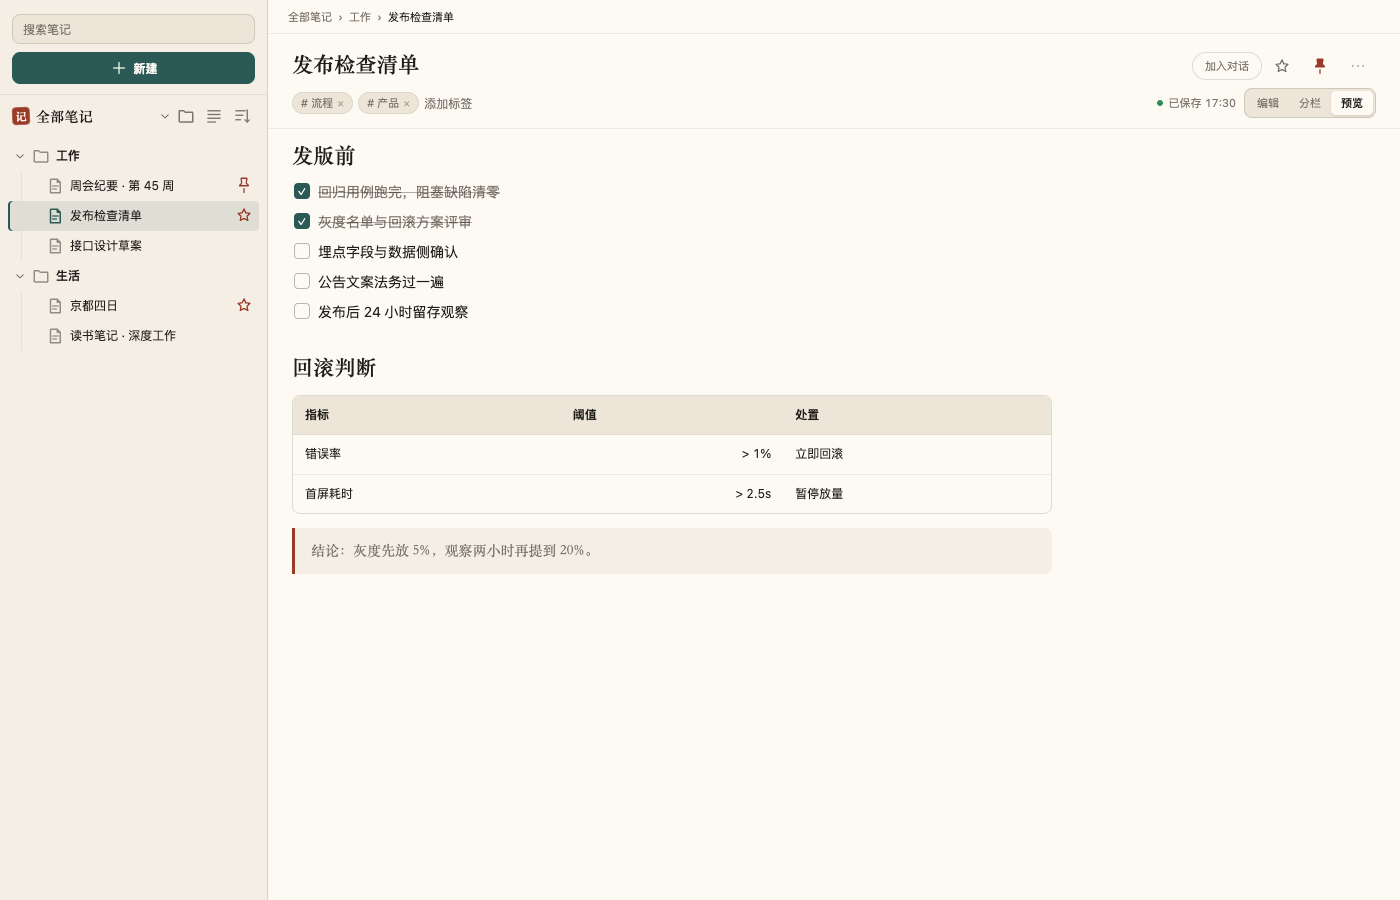 搜索笔记
新建
记 全部笔记
工作
周会纪要 · 第 45 周
发布检查清单
接口设计草案
生活
京都四日
读书笔记 · 深度工作
全部笔记 › 工作 › 发布检查清单
发布检查清单
加入对话
# 流程 × # 产品 × 添加标签
已保存 17:30 编辑 分栏 预览
发版前
回归用例跑完，阻塞缺陷清零
灰度名单与回滚方案评审
埋点字段与数据侧确认
公告文案法务过一遍
发布后 24 小时留存观察
回滚判断
指标 阈值 处置
错误率 > 1% 立即回滚
首屏耗时 > 2.5s 暂停放量
结论：灰度先放 5%，观察两小时再提到 20%。